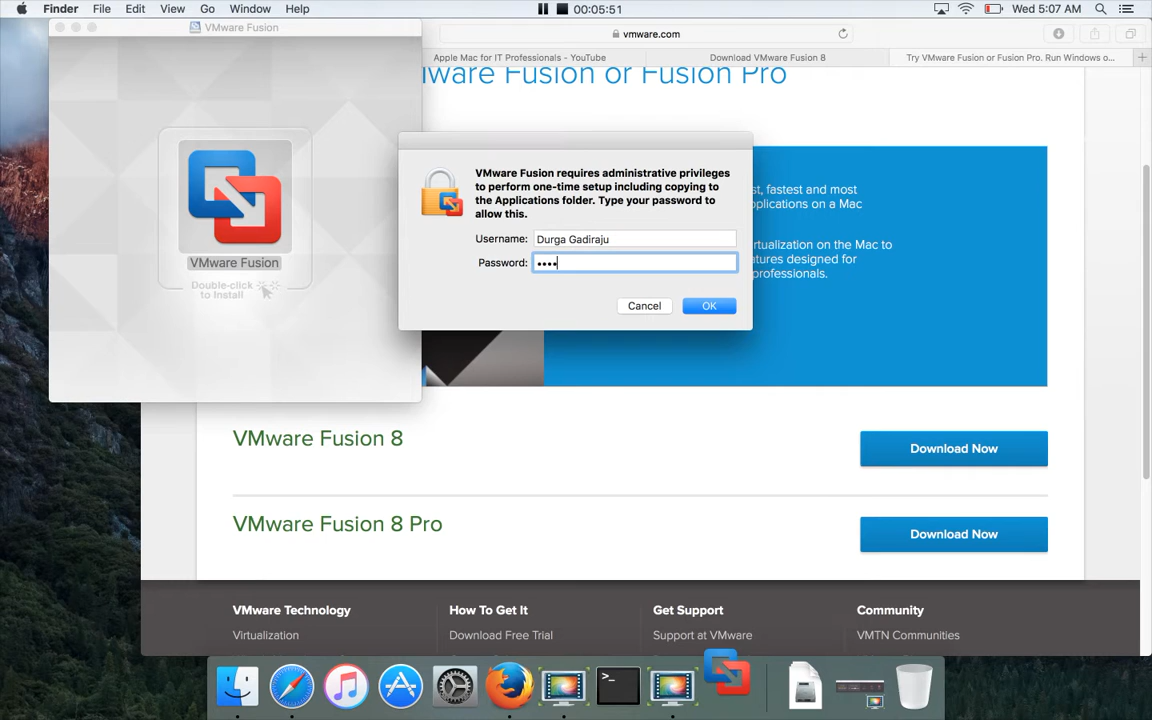 Finder File Edit View Go Window Help 00:05:51 Wed 5:07 AM
VMware Fusion
vmware.com
Apple Mac for IT Professionals - YouTube
Download VMware Fusion 8
Try VMware Fusion or Fusion Pro. Run Windows o...
ware Fusion or Fusion Pro
VMware Fusion
Double-click
to Install
VMware Fusion requires administrative privileges
to perform one-time setup including copying to
the Applications folder. Type your password to
allow this.
Username: Durga Gadiraju
Password: ••••
Cancel OK
st, fastest and most
plications on a Mac
rtualization on the Mac to
eatures designed for
professionals.
VMware Fusion 8
Download Now
VMware Fusion 8 Pro
Download Now
VMware Technology
How To Get It
Get Support
Community
Virtualization
Download Free Trial
Support at VMware
VMTN Communities
>_